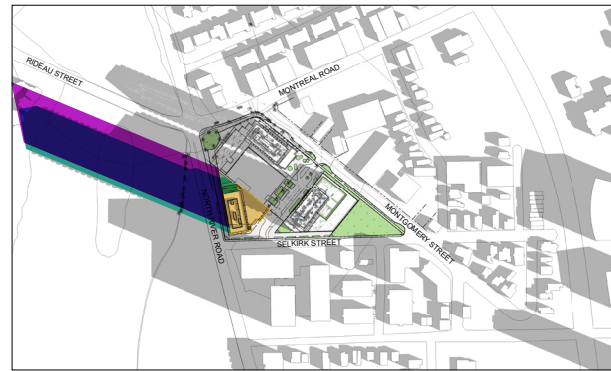 RIDEAU STREET
MONTREAL ROAD
NORTH RIVER ROAD
MONTGOMERY STREET
SELKIRK STREET